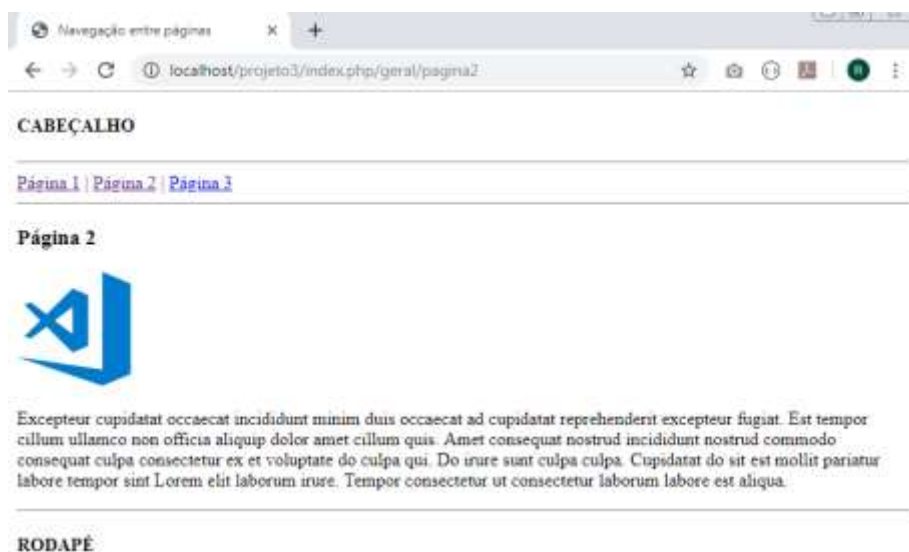 Navegação entre páginas
localhost/projeto3/index.php/geral/pagina2
CABEÇALHO
Página 1 | Página 2 | Página 3
Página 2
Excepteur cupidatat occaecat incididunt minim duis occaecat ad cupidatat reprehenderit excepteur fugiat. Est tempor
cillum ullamco non officia aliquip dolor amet cillum quis. Amet consequat nostrud incididunt nostrud commodo
consequat culpa consectetur ex et voluptate do culpa qui. Do irure sunt culpa culpa. Cupidatat do sit est mollit pariatur
labore tempor sint Lorem elit laborum irure. Tempor consectetur ut consectetur laborum labore est aliqua.
RODAPÉ